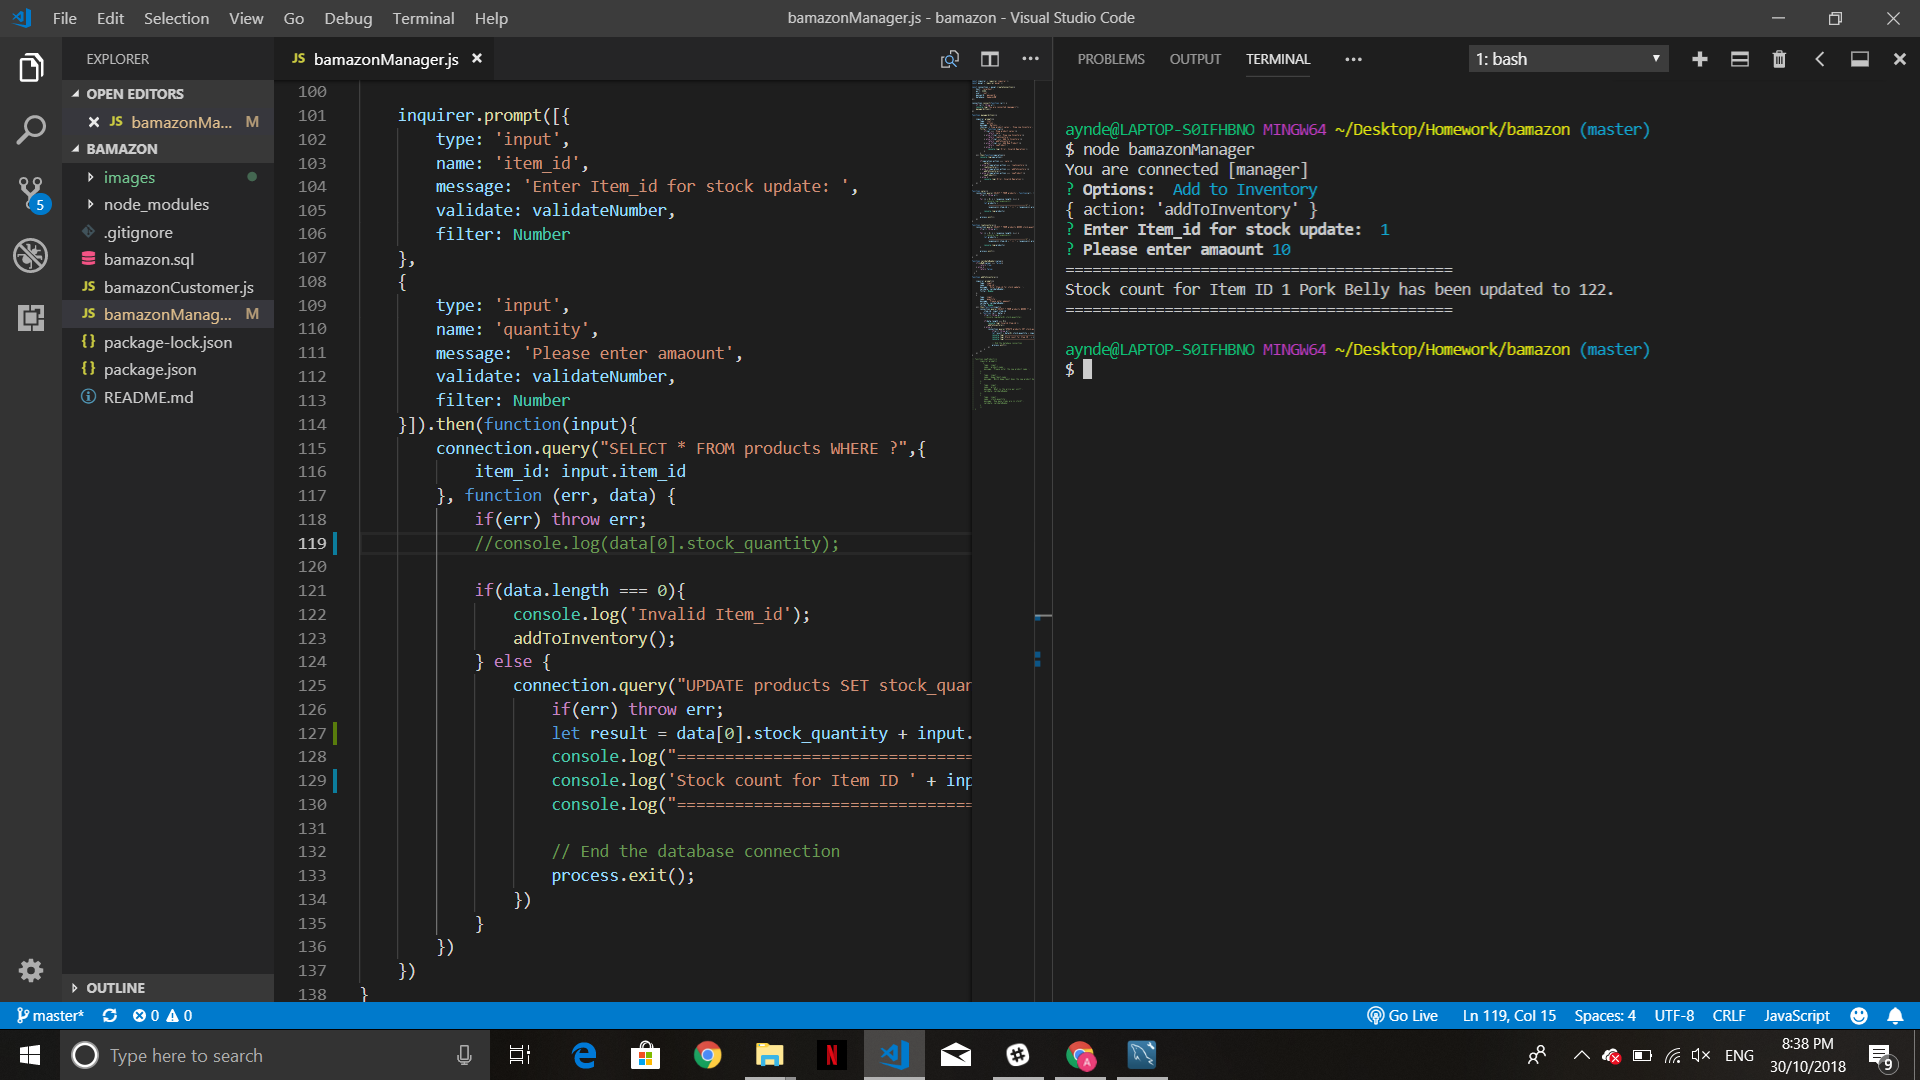 File Edit Selection View Go Debug Terminal Help
bamazonManager.js - bamazon - Visual Studio Code
EXPLORER
OPEN EDITORS
JS bamazonMa... M
BAMAZON
images
node_modules
.gitignore
bamazon.sql
JS bamazonCustomer.js
JS bamazonManag... M
{} package-lock.json
{} package.json
README.md
OUTLINE
5
JS bamazonManager.js
100
101 inquirer.prompt([{
102 type: 'input',
103 name: 'item_id',
104 message: 'Enter Item_id for stock update: ',
105 validate: validateNumber,
106 filter: Number
107 },
108 {
109 type: 'input',
110 name: 'quantity',
111 message: 'Please enter amaount',
112 validate: validateNumber,
113 filter: Number
114 }]).then(function(input){
115 connection.query("SELECT * FROM products WHERE ?",{
116 item_id: input.item_id
117 }, function (err, data) {
118 if(err) throw err;
119 //console.log(data[0].stock_quantity);
120
121 if(data.length === 0){
122 console.log('Invalid Item_id');
123 addToInventory();
124 } else {
125 connection.query("UPDATE products SET stock_quan
126 if(err) throw err;
127 let result = data[0].stock_quantity + input.
128 console.log("===============================
129 console.log('Stock count for Item ID ' + inp
130 console.log("===============================
131
132 // End the database connection
133 process.exit();
134 })
135 }
136 })
137 })
138 }
PROBLEMS OUTPUT TERMINAL ... 1: bash
aynde@LAPTOP-S0IFHBNO MINGW64 ~/Desktop/Homework/bamazon (master)
$ node bamazonManager
You are connected [manager]
? Options: Add to Inventory
{ action: 'addToInventory' }
? Enter Item_id for stock update: 1
? Please enter amaount 10
===========================================
Stock count for Item ID 1 Pork Belly has been updated to 122.
===========================================
aynde@LAPTOP-S0IFHBNO MINGW64 ~/Desktop/Homework/bamazon (master)
$
master* 0 0 Go Live Ln 119, Col 15 Spaces: 4 UTF-8 CRLF JavaScript
Type here to search
ENG
8:38 PM
30/10/2018
9